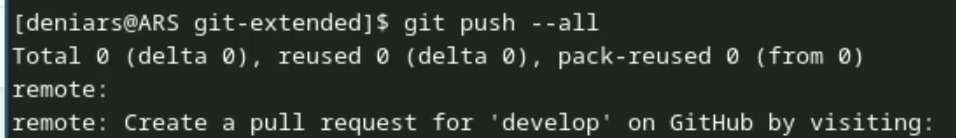 [deniars@ARS git-extended]$ git push --all
Total 0 (delta 0), reused 0 (delta 0), pack-reused 0 (from 0)
remote:
remote: Create a pull request for 'develop' on GitHub by visiting: